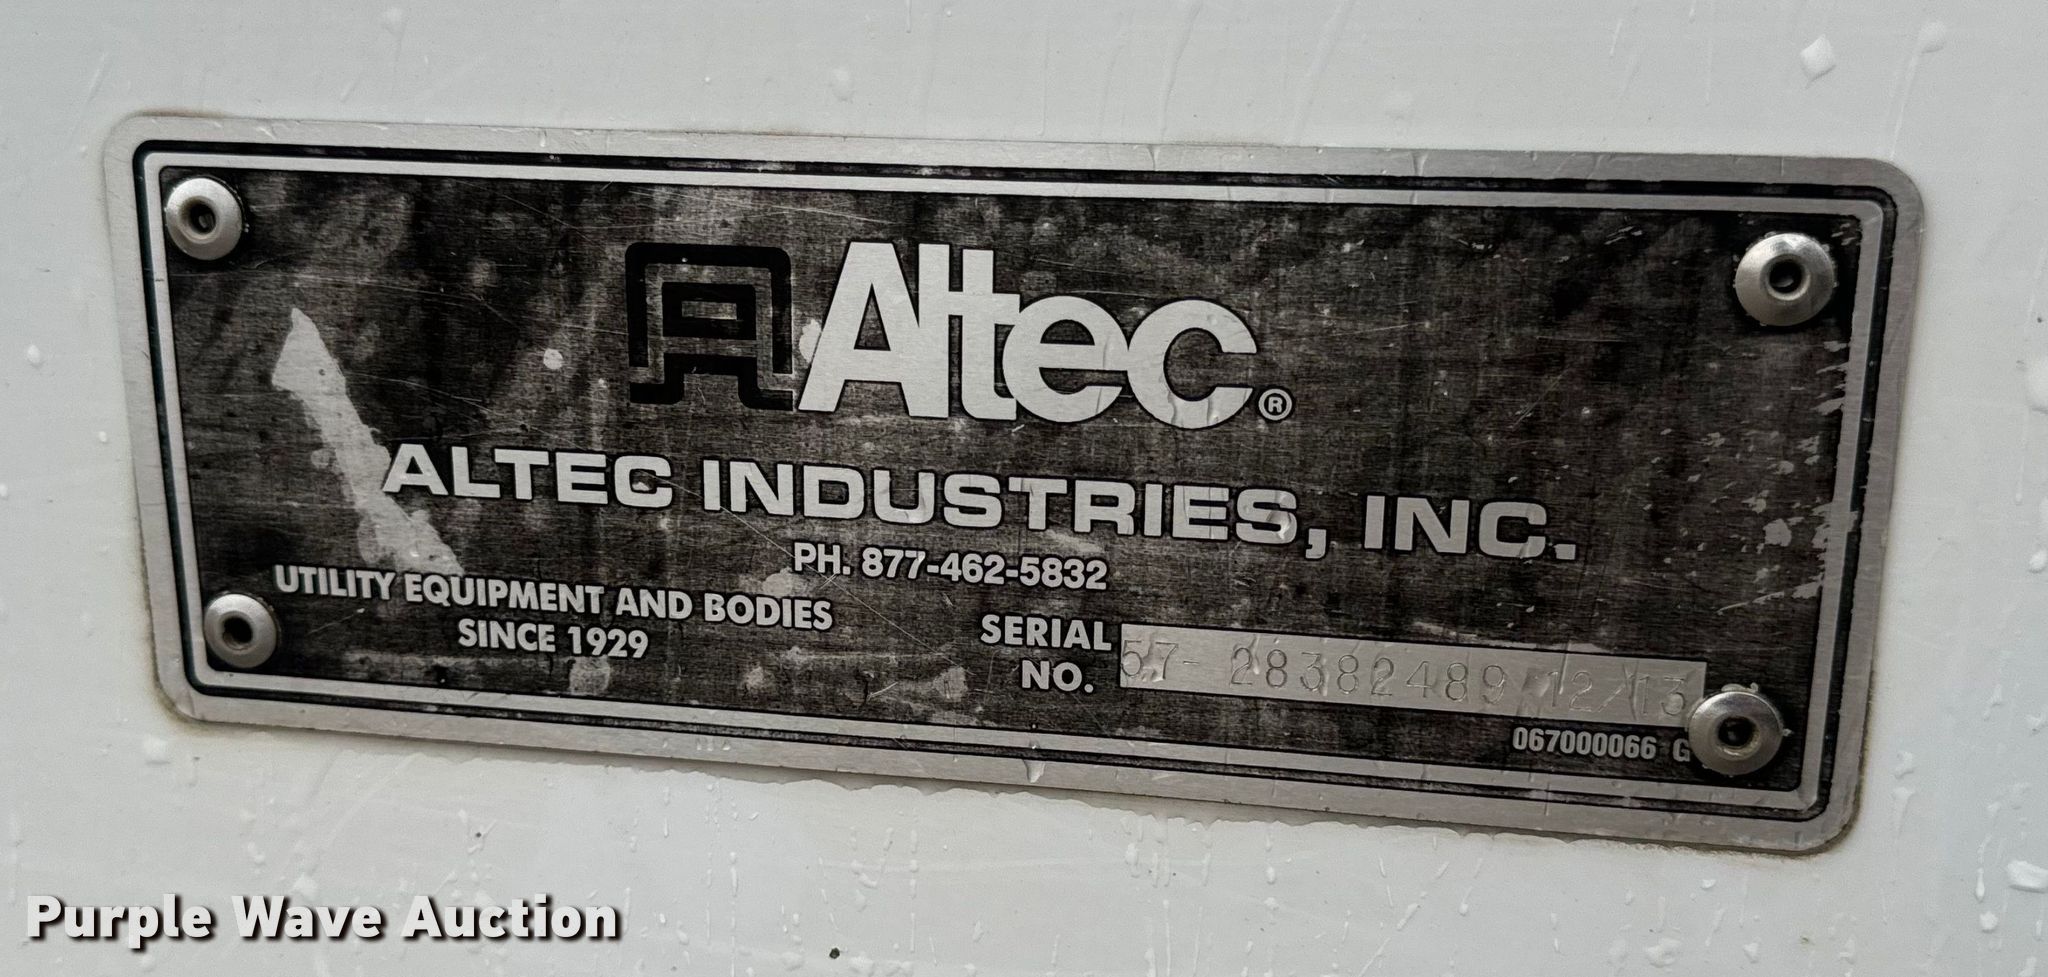 Altec®
ALTEC INDUSTRIES, INC.
PH. 877-462-5832
UTILITY EQUIPMENT AND BODIES
SINCE 1929
SERIAL
NO.
57- 28382489 12/13
067000066 G
Purple Wave Auction